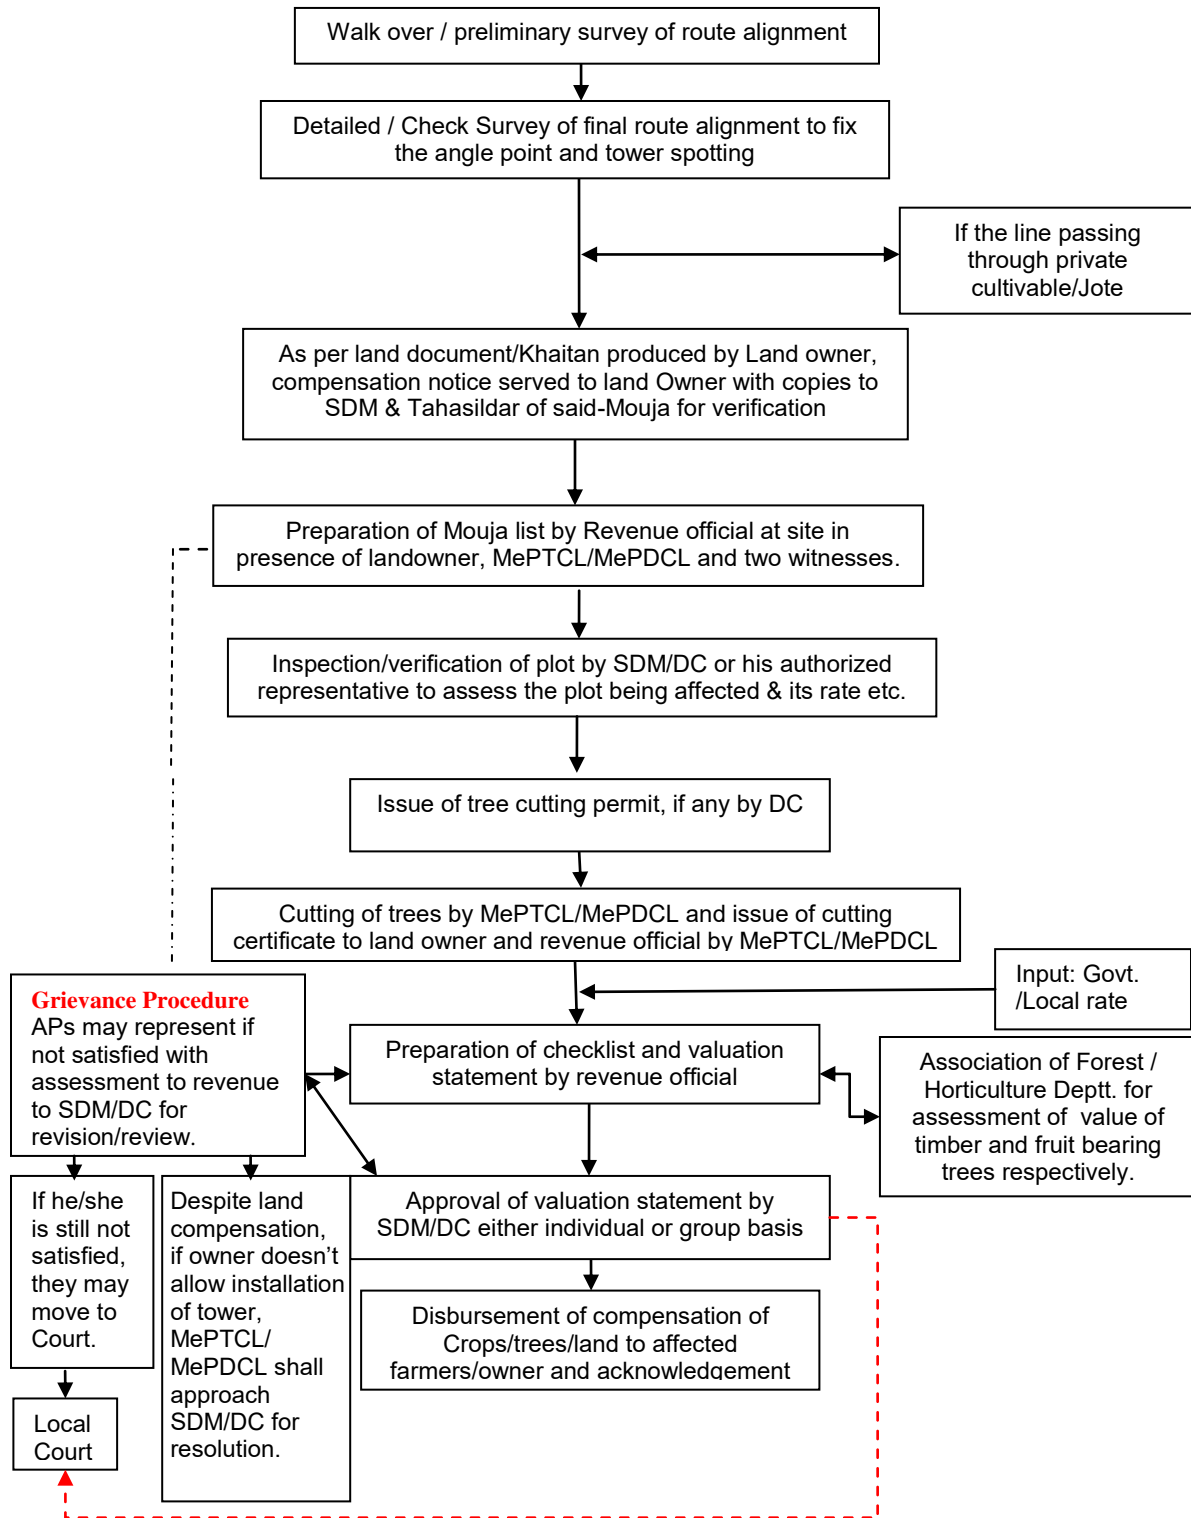 Walk over / preliminary survey of route alignment
Detailed / Check Survey of final route alignment to fix
the angle point and tower spotting
If the line passing
through private
cultivable/Jote
As per land document/Khaitan produced by Land owner,
compensation notice served to land Owner with copies to
SDM & Tahasildar of said-Mouja for verification
Preparation of Mouja list by Revenue official at site in
presence of landowner, MePTCL/MePDCL and two witnesses.
Inspection/verification of plot by SDM/DC or his authorized
representative to assess the plot being affected & its rate etc.
Issue of tree cutting permit, if any by DC
Cutting of trees by MePTCL/MePDCL and issue of cutting
certificate to land owner and revenue official by MePTCL/MePDCL
Input: Govt.
/Local rate
Grievance Procedure
APs may represent if
not satisfied with
assessment to revenue
to SDM/DC for
revision/review.
Preparation of checklist and valuation
statement by revenue official
Association of Forest /
Horticulture Deptt. for
assessment of value of
timber and fruit bearing
trees respectively.
If he/she
is still not
satisfied,
they may
move to
Court.
Despite land
compensation,
if owner doesn't
allow installation
of tower,
MePTCL/
MePDCL shall
approach
SDM/DC for
resolution.
Approval of valuation statement by
SDM/DC either individual or group basis
Disbursement of compensation of
Crops/trees/land to affected
farmers/owner and acknowledgement
Local
Court